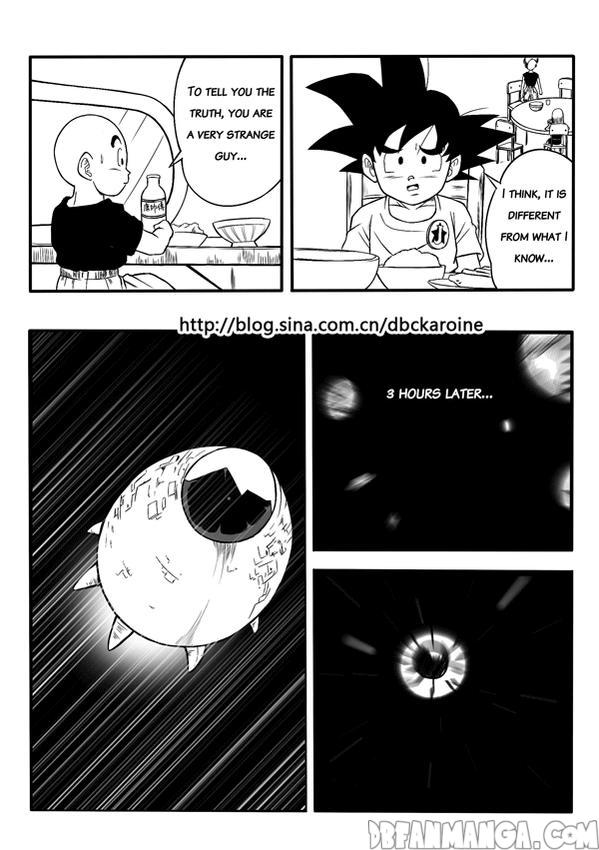 TO TELL YOU THE
TRUTH, YOU ARE
A VERY STRANGE
GUY...
I THINK, IT IS
DIFFERENT
FROM WHAT I
KNOW...
http://blog.sina.com.cn/dbckaroine
3 HOURS LATER...
DBFANMANGA.COM